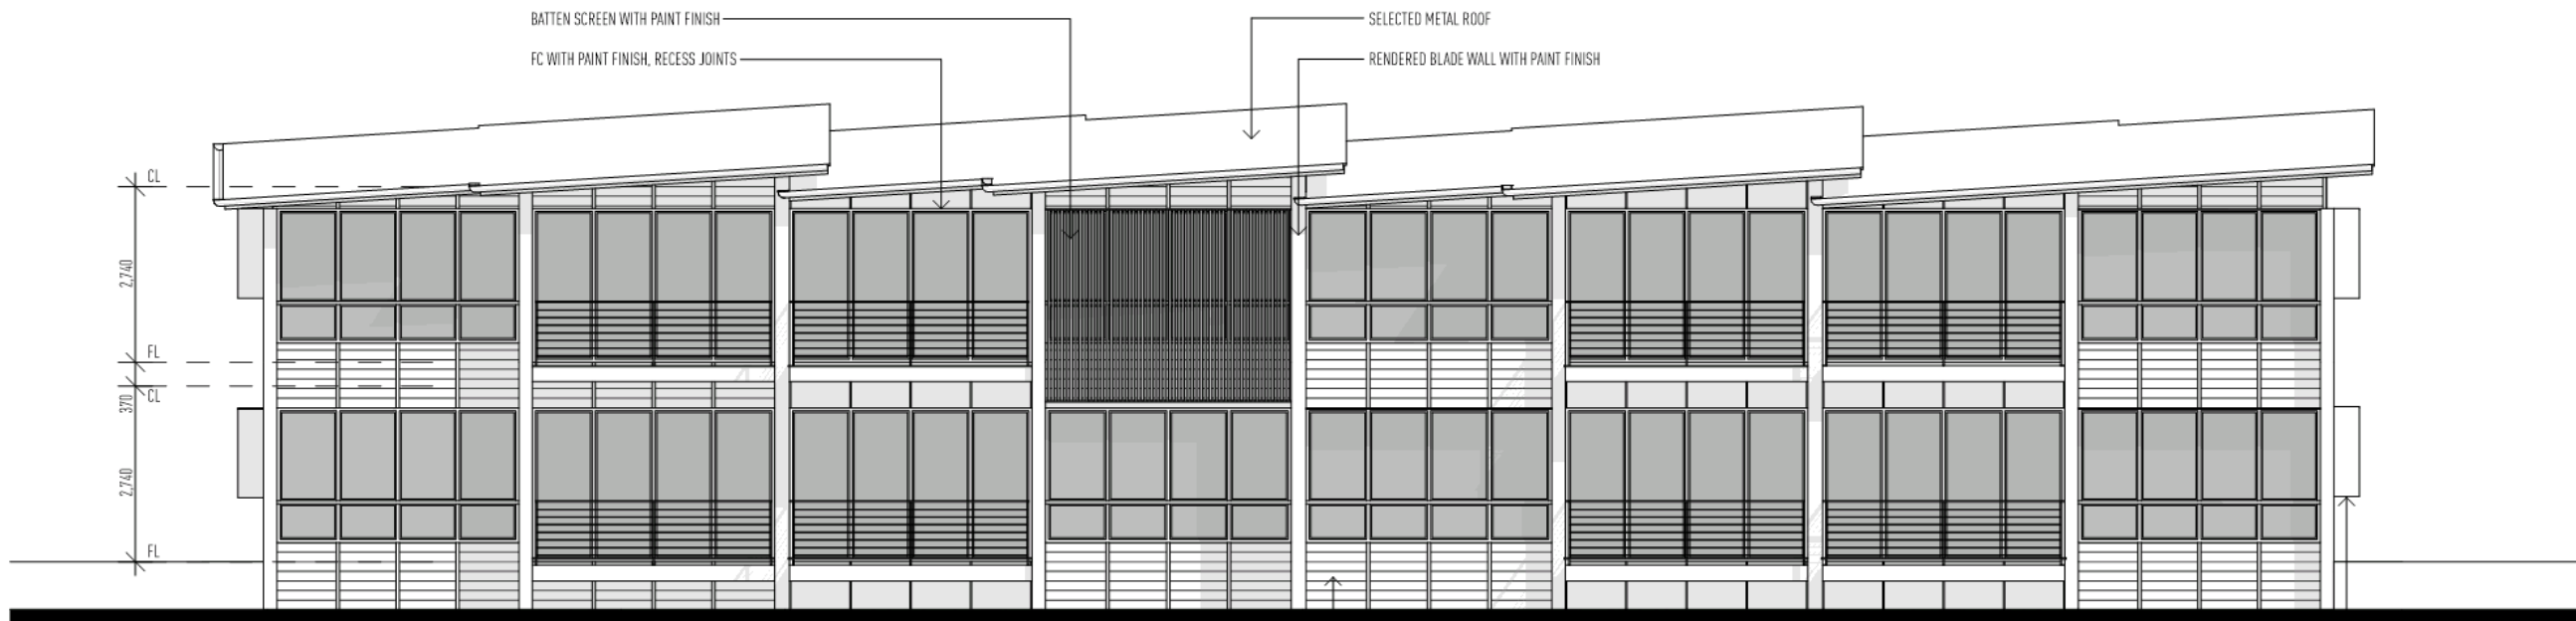 BATTEN SCREEN WITH PAINT FINISH
SELECTED METAL ROOF
FC WITH PAINT FINISH, RECESS JOINTS
RENDERED BLADE WALL WITH PAINT FINISH
CL
2,740
FL
370
CL
2,740
FL